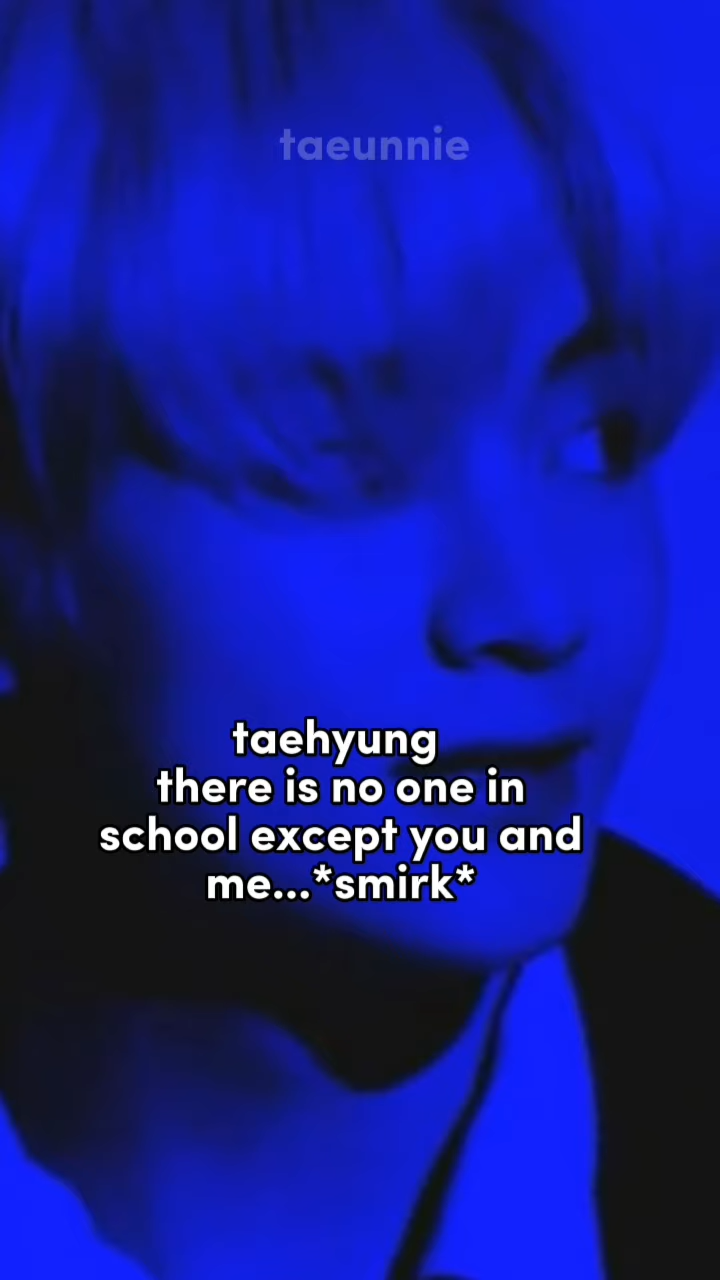 taeunnie
taehyung
there is no one in
school except you and
me...*smirk*